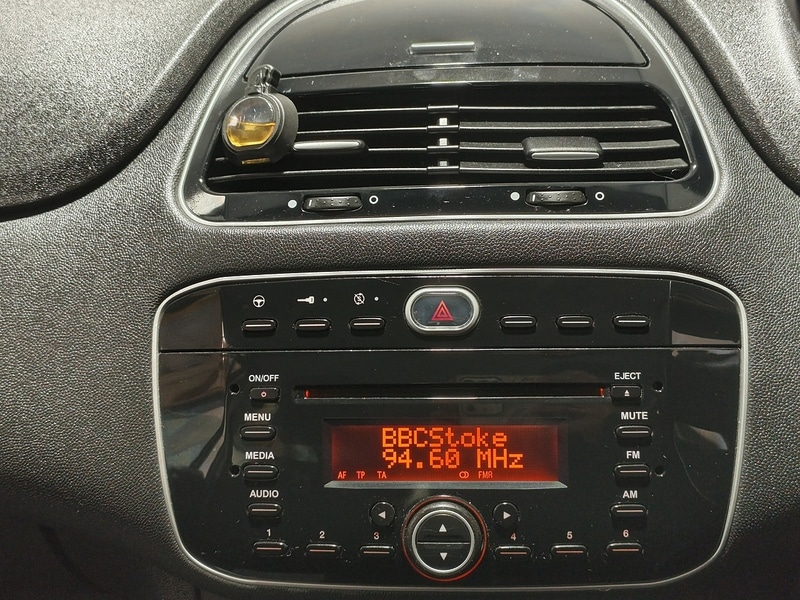 ON/OFF
EJECT
MENU
MUTE
BBCStoke
94.60 MHz
MEDIA
FM
AF TP TA FMR
AUDIO
AM
1 2 3 4 5 6